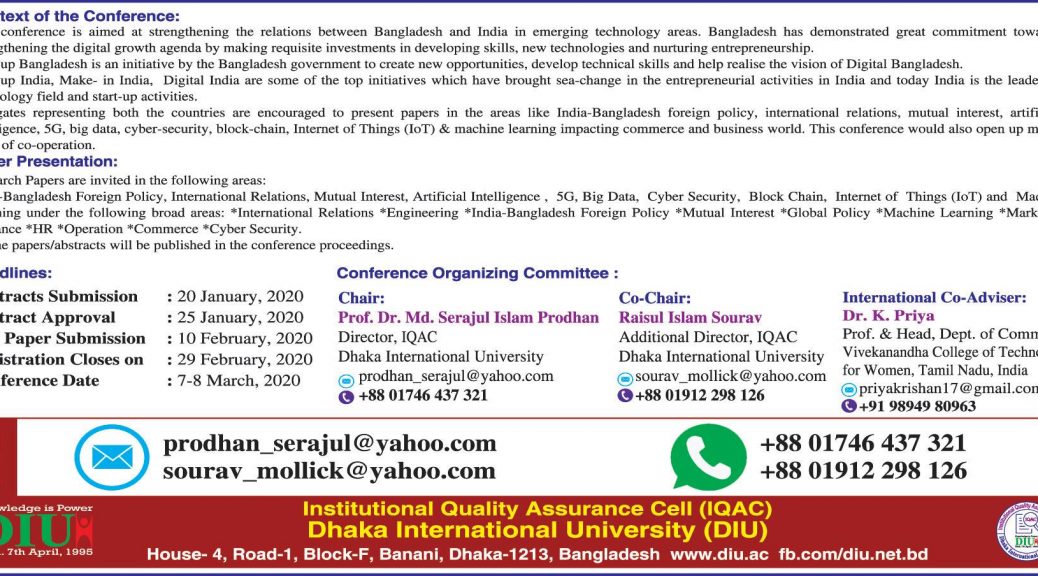 text of the Conference:
conference is aimed at strengthening the relations between Bangladesh and India in emerging technology areas. Bangladesh has demonstrated great commitment towa
gthening the digital growth agenda by making requisite investments in developing skills, new technologies and nurturing entrepreneurship.
up Bangladesh is an initiative by the Bangladesh government to create new opportunities, develop technical skills and help realise the vision of Digital Bangladesh.
up India, Make- in India, Digital India are some of the top initiatives which have brought sea-change in the entrepreneurial activities in India and today India is the leade
ology field and start-up activities.
gates representing both the countries are encouraged to present papers in the areas like India-Bangladesh foreign policy, international relations, mutual interest, artifi
ligence, 5G, big data, cyber-security, block-chain, Internet of Things (IoT) & machine learning impacting commerce and business world. This conference would also open up m
of co-operation.
er Presentation:
arch Papers are invited in the following areas:
-Bangladesh Foreign Policy, International Relations, Mutual Interest, Artificial Intelligence , 5G, Big Data, Cyber Security, Block Chain, Internet of Things (IoT) and Mac
ning under the following broad areas: *International Relations *Engineering *India-Bangladesh Foreign Policy *Mutual Interest *Global Policy *Machine Learning *Mark
ance *HR *Operation *Commerce *Cyber Security.
e papers/abstracts will be published in the conference proceedings.
dlines:
tracts Submission : 20 January, 2020
tract Approval : 25 January, 2020
Paper Submission : 10 February, 2020
istration Closes on : 29 February, 2020
ference Date : 7-8 March, 2020
Conference Organizing Committee :
Chair:
Prof. Dr. Md. Serajul Islam Prodhan
Director, IQAC
Dhaka International University
prodhan_serajul@yahoo.com
+88 01746 437 321
Co-Chair:
Raisul Islam Sourav
Additional Director, IQAC
Dhaka International University
sourav_mollick@yahoo.com
+88 01912 298 126
International Co-Adviser:
Dr. K. Priya
Prof. & Head, Dept. of Comm
Vivekanandha College of Techno
for Women, Tamil Nadu, India
priyakrishan17@gmail.com
+91 98949 80963
prodhan_serajul@yahoo.com
sourav_mollick@yahoo.com
+88 01746 437 321
+88 01912 298 126
owledge is Power
DIU
. 7th April, 1995
Institutional Quality Assurance Cell (IQAC)
Dhaka International University (DIU)
House- 4, Road-1, Block-F, Banani, Dhaka-1213, Bangladesh www.diu.ac fb.com/diu.net.bd
IQAC
DIU